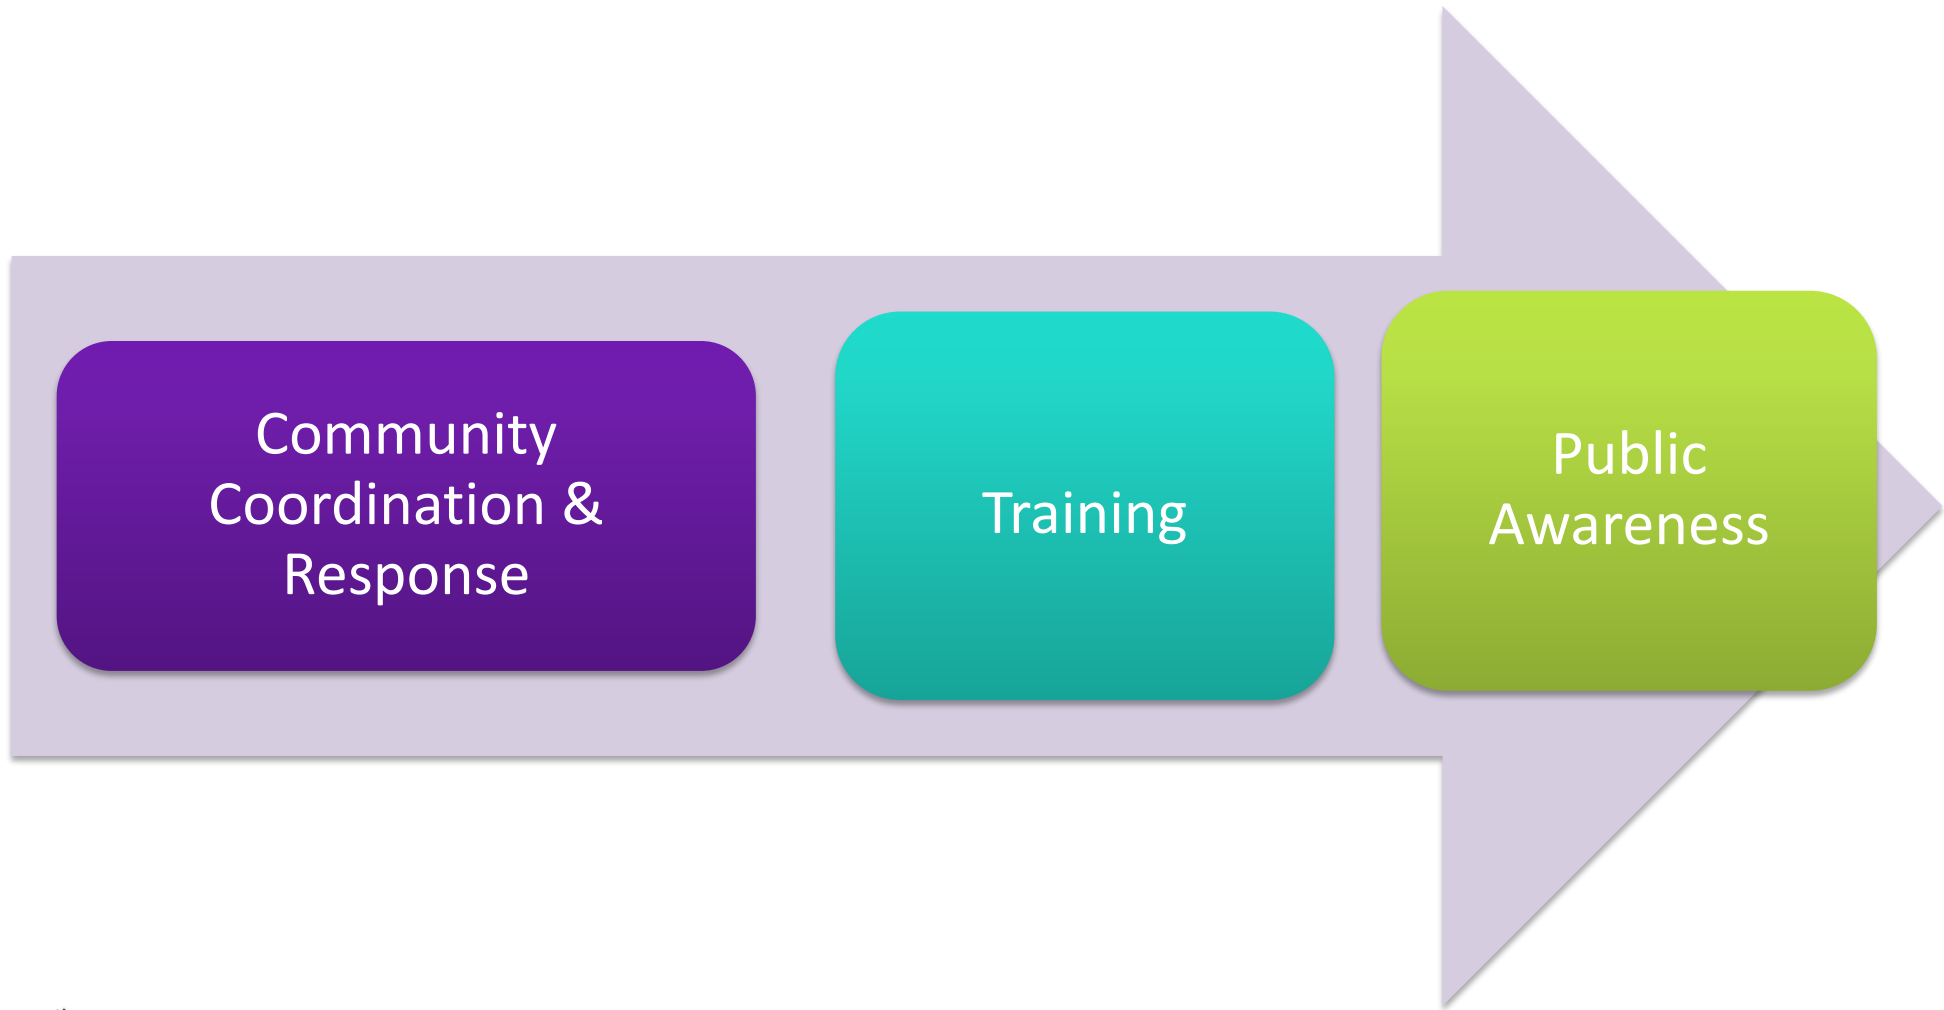 Community
Coordination &
Response
Training
Public
Awareness